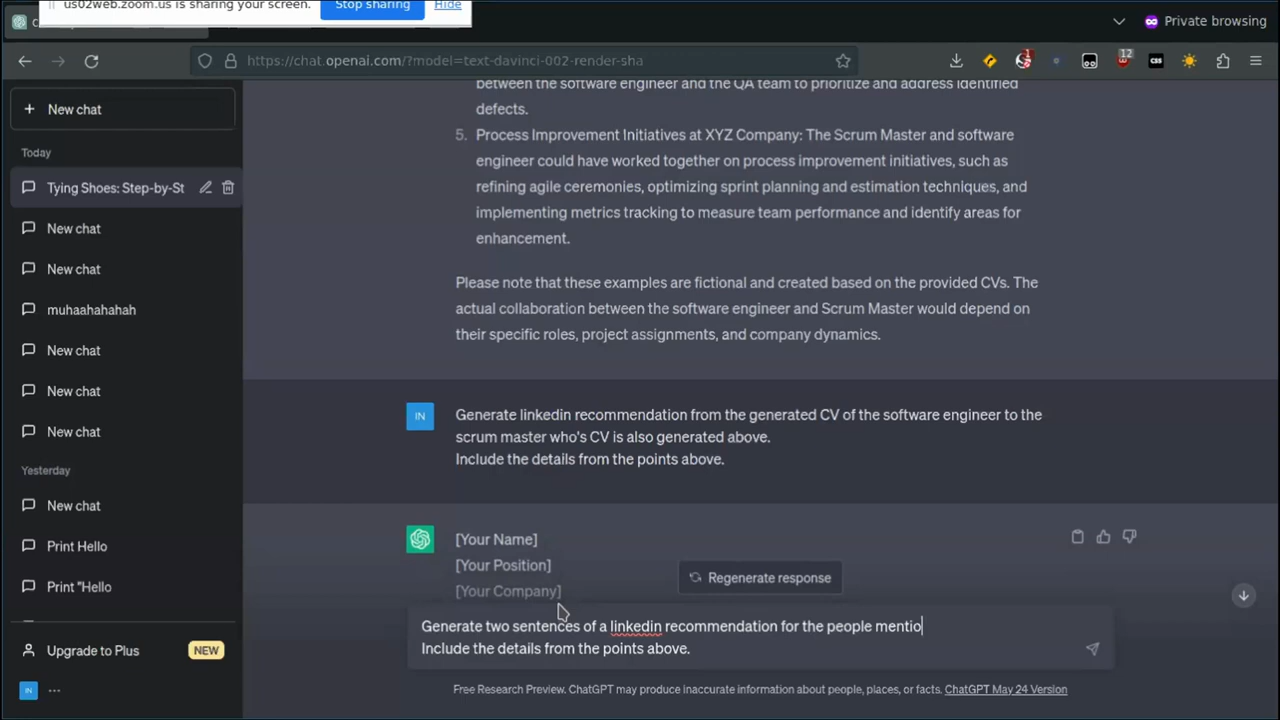 us02web.zoom.us is sharing your screen. Stop sharing Hide
Private browsing
https://chat.openai.com/?model=text-davinci-002-render-sha
1
12
CSS
+ New chat
Today
Tying Shoes: Step-by-St
New chat
New chat
muhaahahahah
New chat
New chat
New chat
Yesterday
New chat
Print Hello
Print "Hello
Upgrade to Plus NEW
IN ...
between the software engineer and the QA team to prioritize and address identified
defects.
5. Process Improvement Initiatives at XYZ Company: The Scrum Master and software
engineer could have worked together on process improvement initiatives, such as
refining agile ceremonies, optimizing sprint planning and estimation techniques, and
implementing metrics tracking to measure team performance and identify areas for
enhancement.
Please note that these examples are fictional and created based on the provided CVs. The
actual collaboration between the software engineer and Scrum Master would depend on
their specific roles, project assignments, and company dynamics.
IN
Generate linkedin recommendation from the generated CV of the software engineer to the
scrum master who's CV is also generated above.
Include the details from the points above.
[Your Name]
[Your Position]
[Your Company]
Regenerate response
Generate two sentences of a linkedin recommendation for the people mentio
Include the details from the points above.
Free Research Preview. ChatGPT may produce inaccurate information about people, places, or facts. ChatGPT May 24 Version